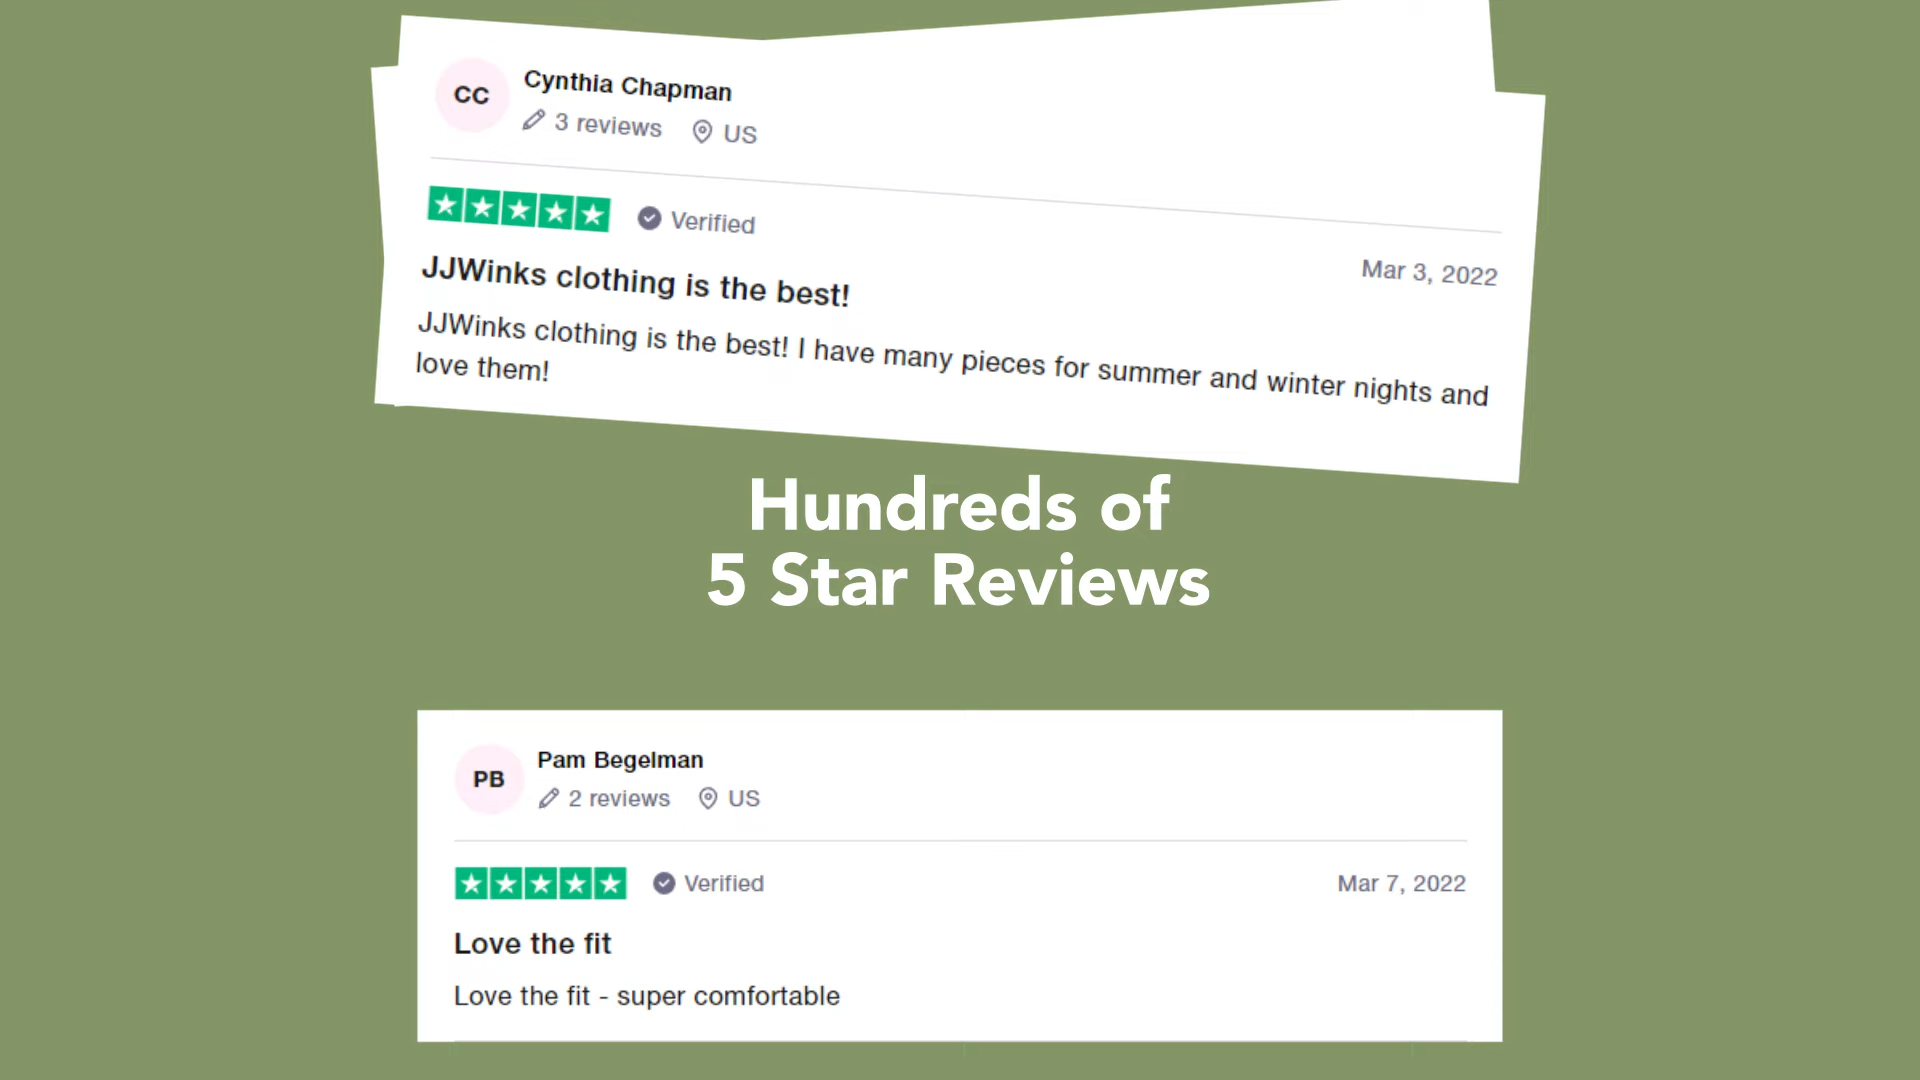 CC
Cynthia Chapman
3 reviews US
Verified
Mar 3, 2022
JJWinks clothing is the best!
JJWinks clothing is the best! I have many pieces for summer and winter nights and
love them!
Hundreds of
5 Star Reviews
PB
Pam Begelman
2 reviews US
Verified
Mar 7, 2022
Love the fit
Love the fit - super comfortable